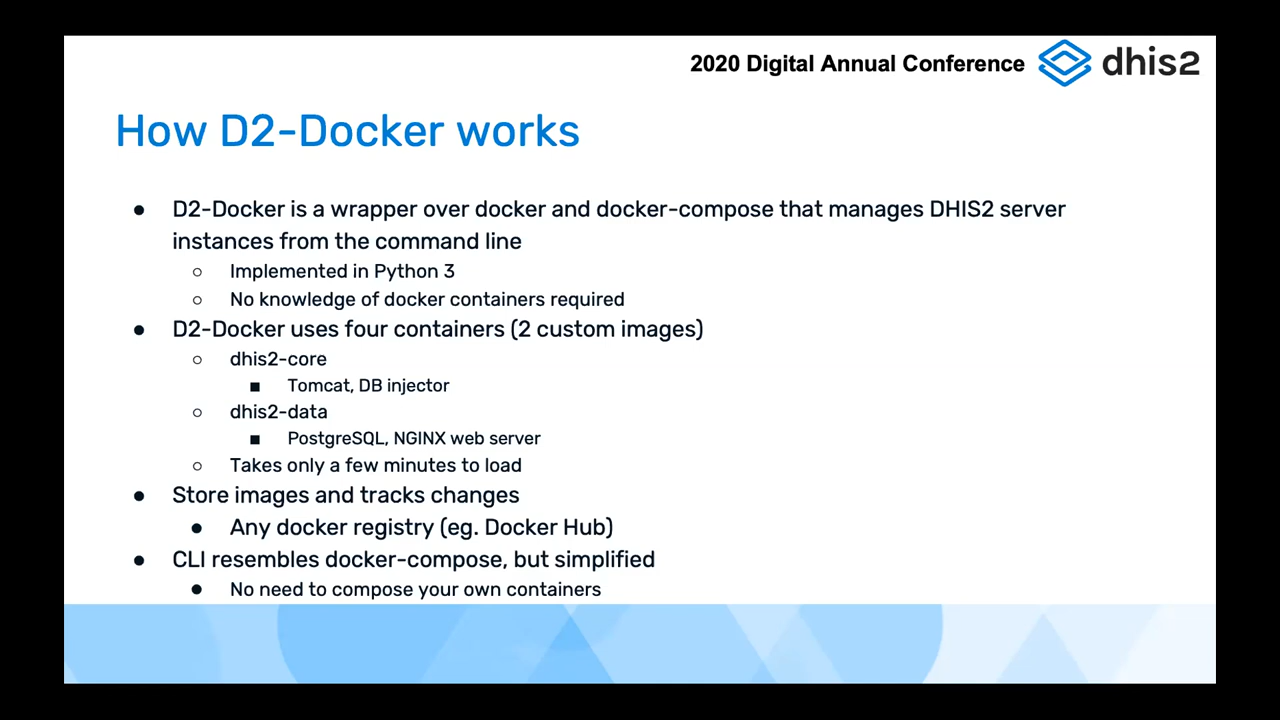 2020 Digital Annual Conference dhis2
How D2-Docker works
● D2-Docker is a wrapper over docker and docker-compose that manages DHIS2 server
instances from the command line
○ Implemented in Python 3
○ No knowledge of docker containers required
● D2-Docker uses four containers (2 custom images)
○ dhis2-core
■ Tomcat, DB injector
○ dhis2-data
■ PostgreSQL, NGINX web server
○ Takes only a few minutes to load
● Store images and tracks changes
● Any docker registry (eg. Docker Hub)
● CLI resembles docker-compose, but simplified
● No need to compose your own containers